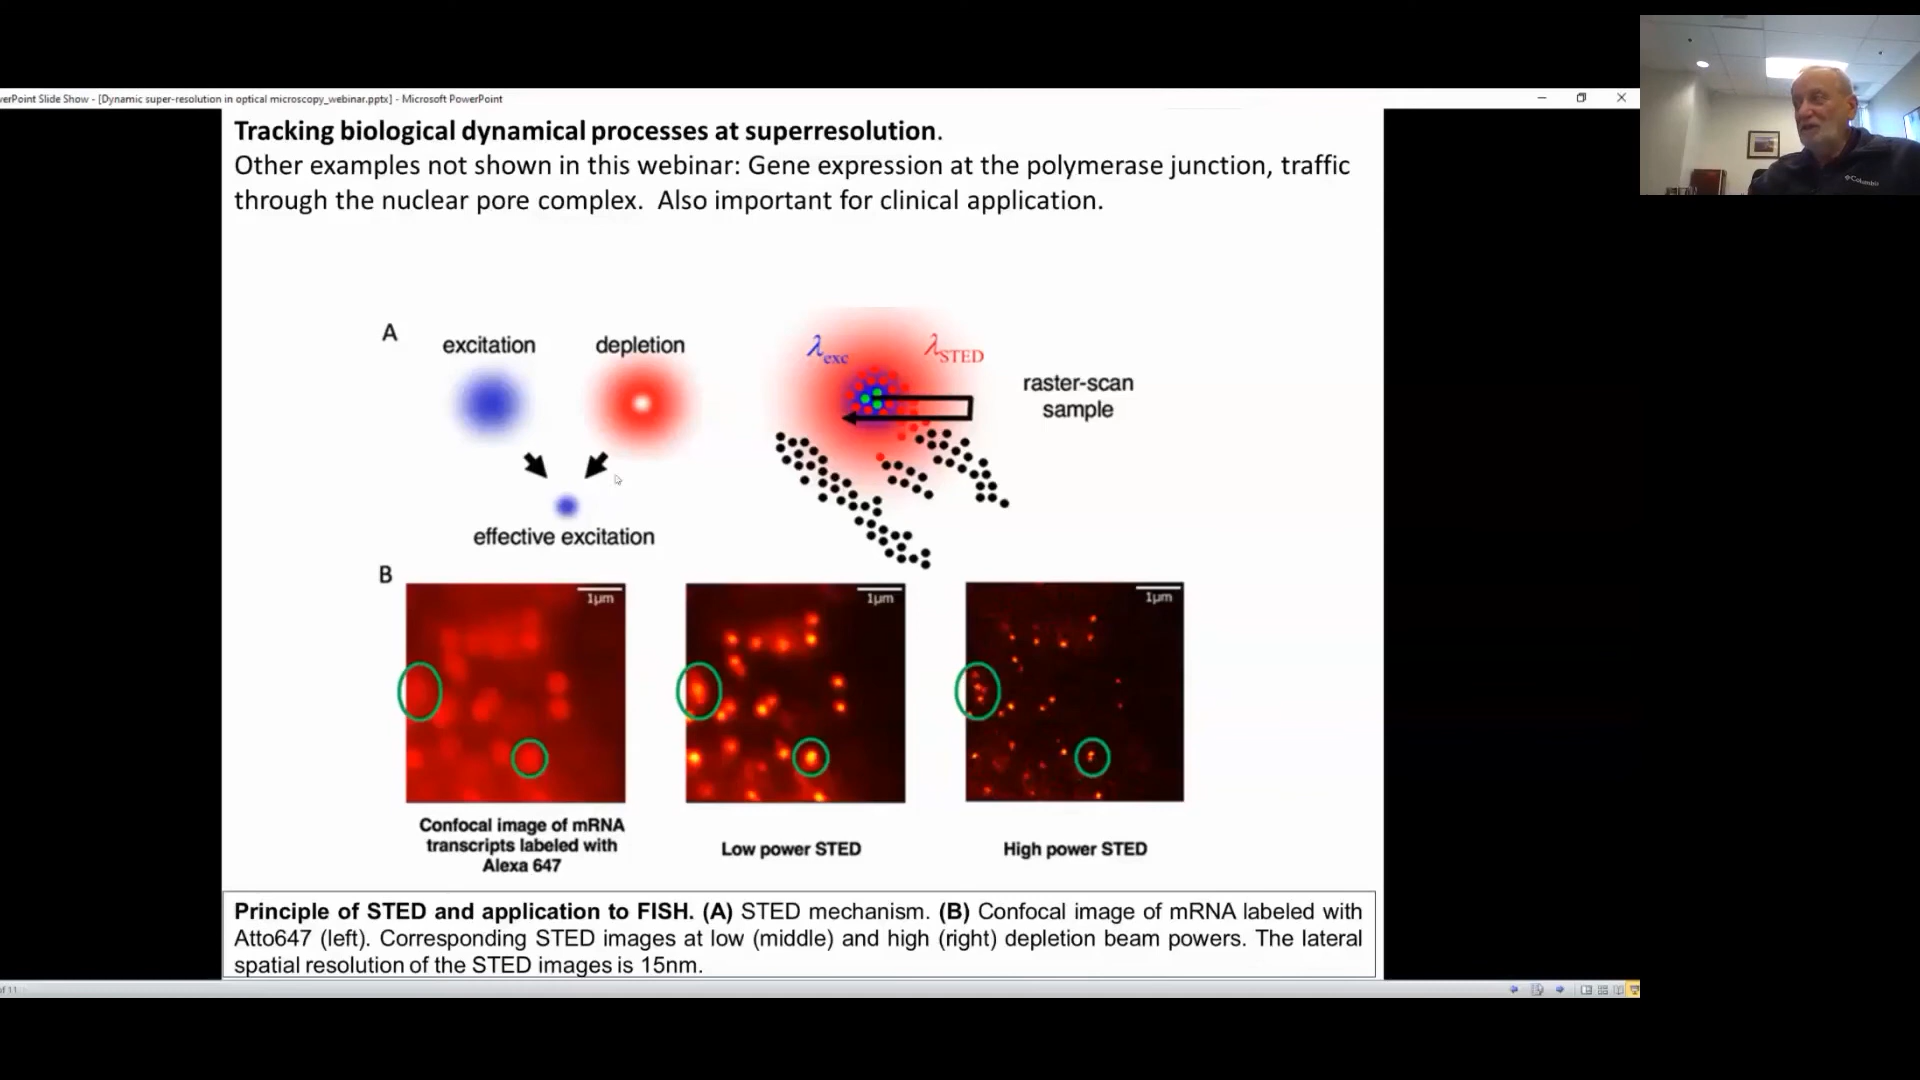 verPoint Slide Show - [Dynamic super-resolution in optical microscopy_webinar.pptx] - Microsoft PowerPoint
Tracking biological dynamical processes at superresolution.
Other examples not shown in this webinar: Gene expression at the polymerase junction, traffic
through the nuclear pore complex.  Also important for clinical application.
A
excitation
depletion
λexc
λSTED
raster-scan
sample
effective excitation
B
1μm
1μm
1μm
Confocal image of mRNA
transcripts labeled with
Alexa 647
Low power STED
High power STED
Principle of STED and application to FISH. (A) STED mechanism. (B) Confocal image of mRNA labeled with
Atto647 (left). Corresponding STED images at low (middle) and high (right) depletion beam powers. The lateral
spatial resolution of the STED images is 15nm.
of 11
Columbia